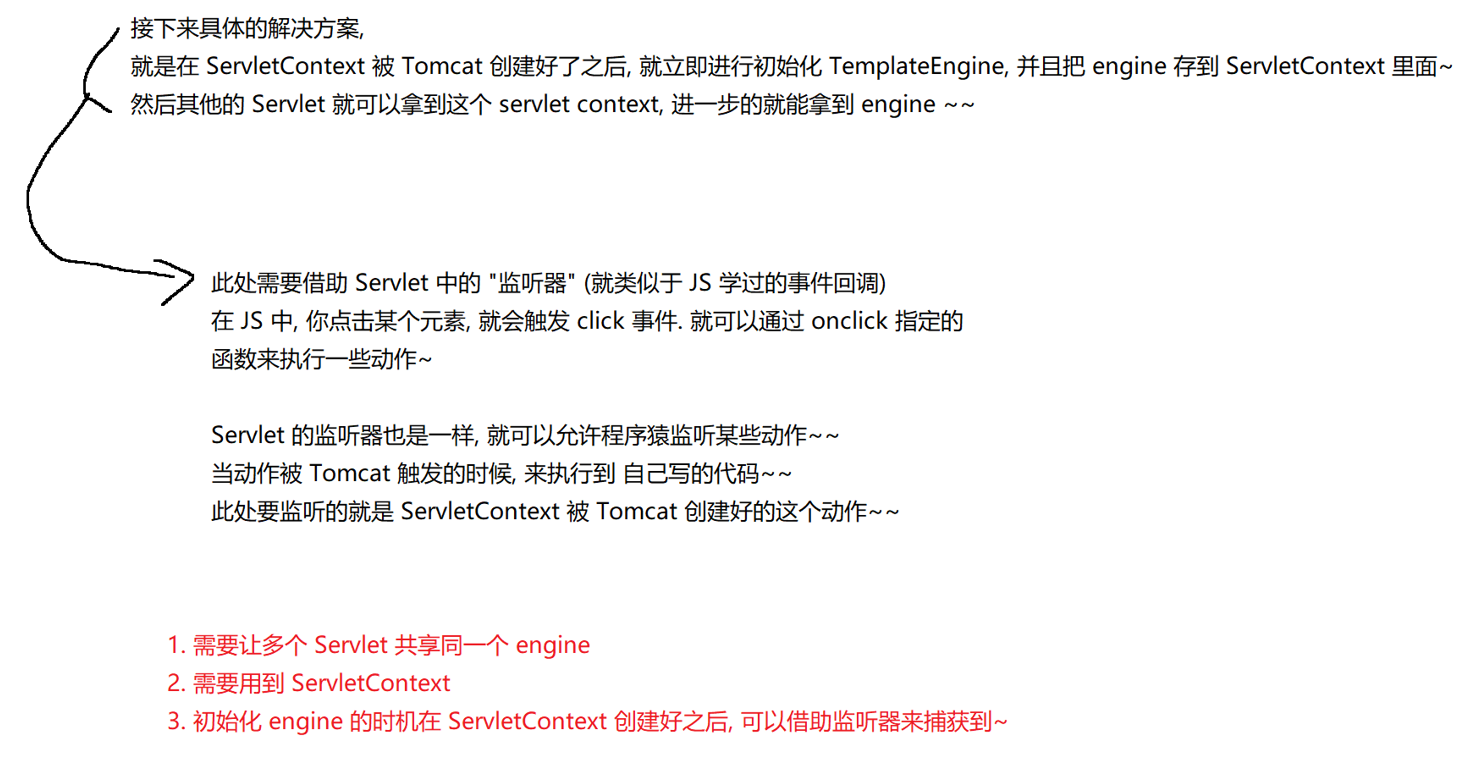 接下来具体的解决方案,
就是在 ServletContext 被 Tomcat 创建好了之后, 就立即进行初始化 TemplateEngine, 并且把 engine 存到 ServletContext 里面~
然后其他的 Servlet 就可以拿到这个 servlet context, 进一步的就能拿到 engine ~~
此处需要借助 Servlet 中的 "监听器" (就类似于 JS 学过的事件回调)
在 JS 中, 你点击某个元素, 就会触发 click 事件. 就可以通过 onclick 指定的
函数来执行一些动作~
Servlet 的监听器也是一样, 就可以允许程序猿监听某些动作~~
当动作被 Tomcat 触发的时候, 来执行到 自己写的代码~~
此处要监听的就是 ServletContext 被 Tomcat 创建好的这个动作~~
1. 需要让多个 Servlet 共享同一个 engine
2. 需要用到 ServletContext
3. 初始化 engine 的时机在 ServletContext 创建好之后, 可以借助监听器来捕获到~